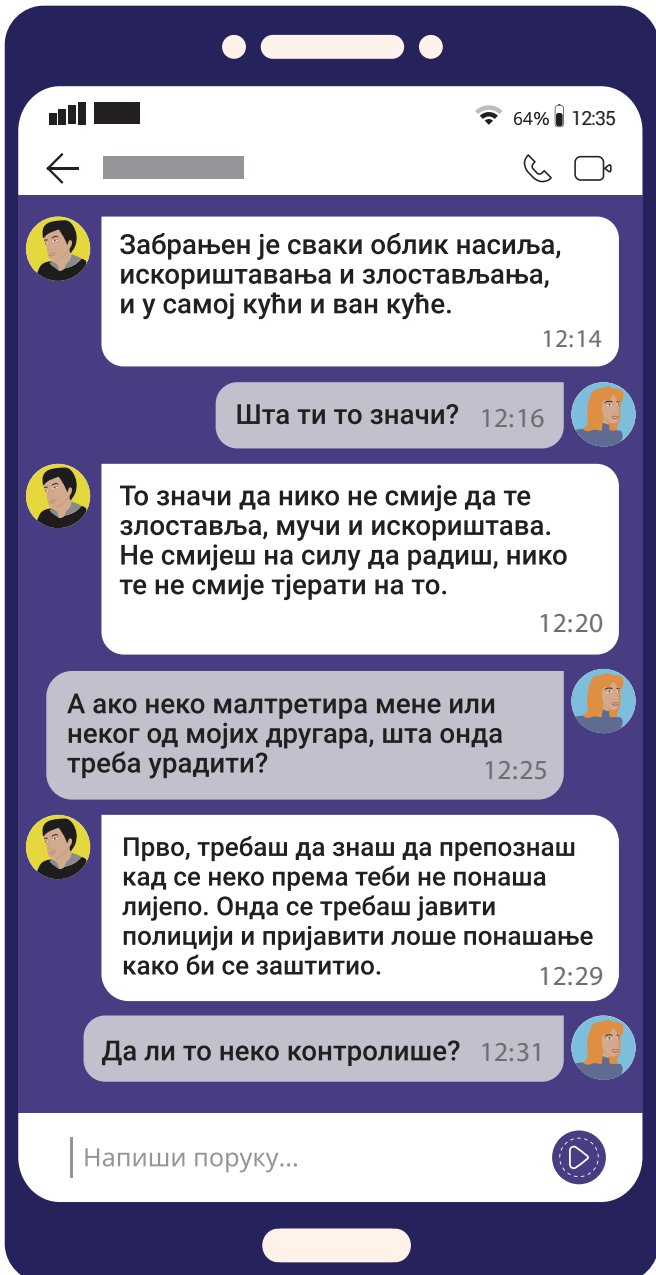 64% 12:35
Забрањен је сваки облик насиља,
искориштавања и злостављања,
и у самој кући и ван куће.
12:14
Шта ти то значи? 12:16
То значи да нико не смије да те
злоставља, мучи и искориштава.
Не смијеш на силу да радиш, нико
те не смије тјерати на то.
12:20
А ако неко малтретира мене или
неког од мојих другара, шта онда
треба урадити? 12:25
Прво, требаш да знаш да препознаш
кад се неко према теби не понаша
лијепо. Онда се требаш јавити
полицији и пријавити лоше понашање
како би се заштитио. 12:29
Да ли то неко контролише? 12:31
Напиши поруку...